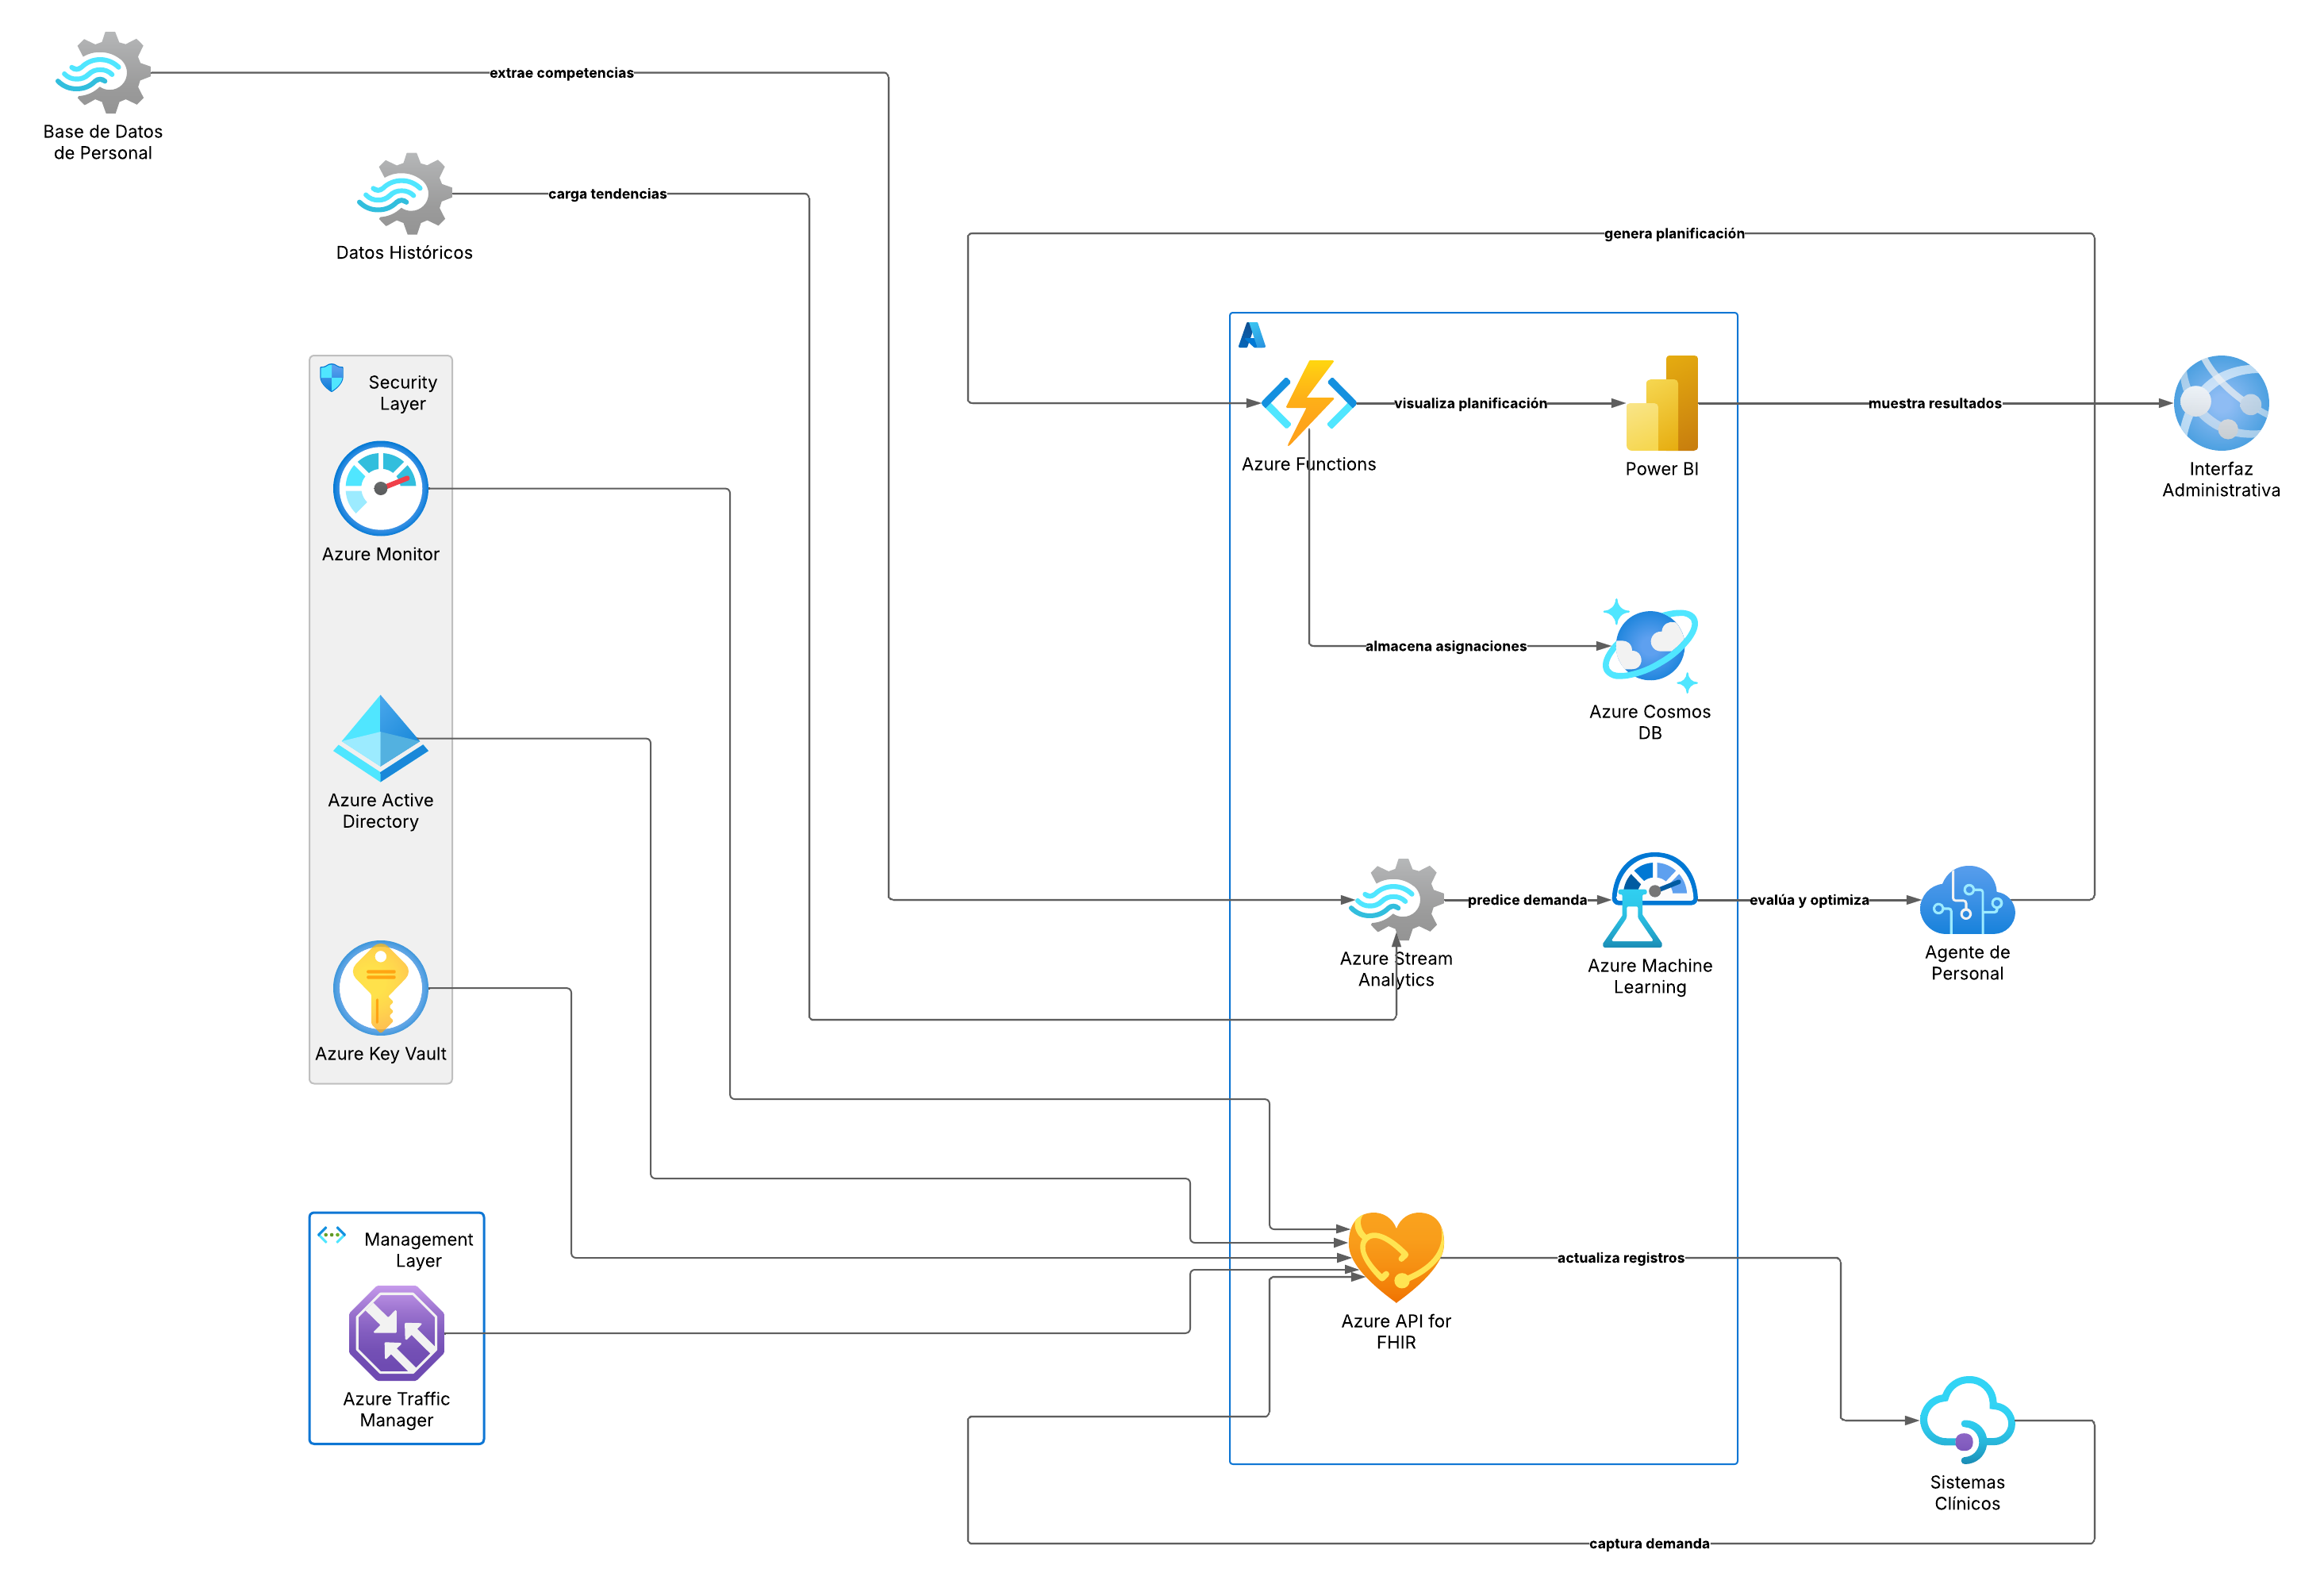 extrae competencias
Base de Datos
de Personal
carga tendencias
Datos Históricos
genera planificación
Security
Layer
Azure Monitor
Azure Active
Directory
Azure Key Vault
Azure Functions
visualiza planificación
Power BI
muestra resultados
Interfaz
Administrativa
almacena asignaciones
Azure Cosmos
DB
Azure Stream
Analytics
predice demanda
Azure Machine
Learning
evalúa y optimiza
Agente de
Personal
Management
Layer
Azure Traffic
Manager
Azure API for
FHIR
actualiza registros
Sistemas
Clínicos
captura demanda